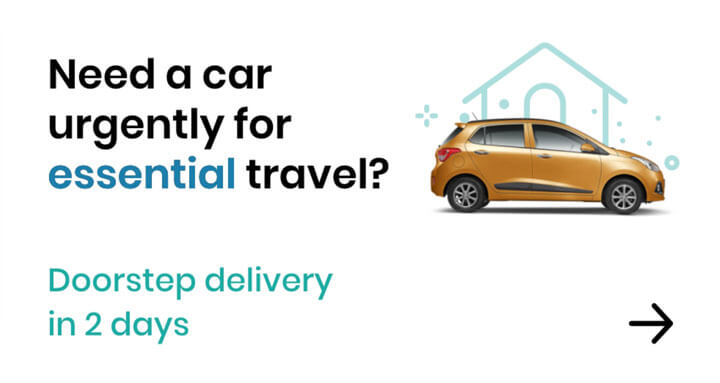 Need a car
urgently for
essential travel?
Doorstep delivery
in 2 days